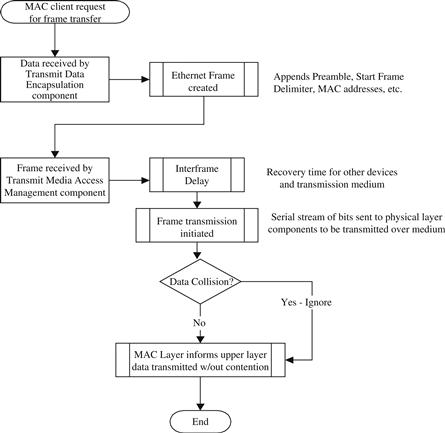 MAC client request
for frame transfer
Data received by
Transmit Data
Encapsulation
component
Ethernet Frame
created
Appends Preamble, Start Frame
Delimiter, MAC addresses, etc.
Frame received by
Transmit Media Access
Management component
Interframe
Delay
Recovery time for other devices
and transmission medium
Frame transmission
initiated
Serial stream of bits sent to physical layer
components to be transmitted over medium
Data Collision?
Yes - Ignore
No
MAC Layer informs upper layer
data transmitted w/out contention
End